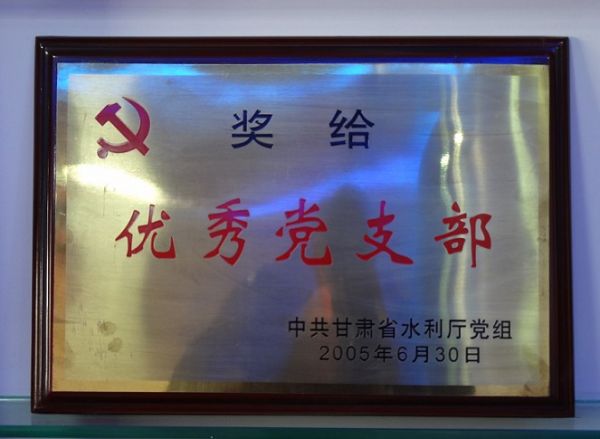 奖给
优秀党支部
中共甘肃省水利厅党组
2005年6月30日